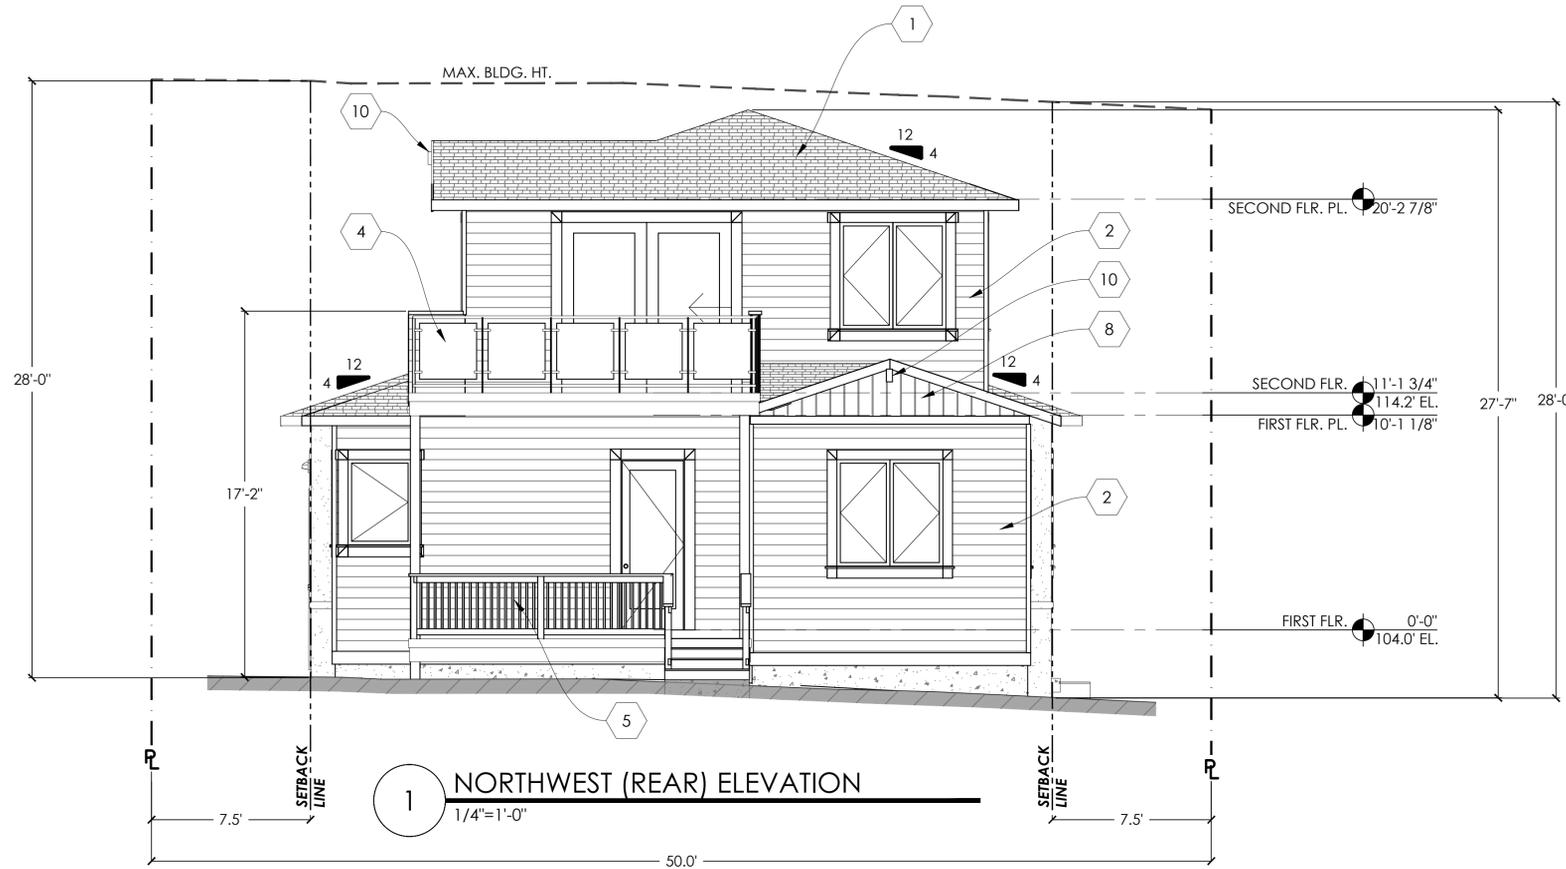 1
MAX. BLDG. HT.
10
12
4
SECOND FLR. PL.
20'-2 7/8"
4
2
10
8
12
4
12
4
28'-0"
SECOND FLR.
11'-1 3/4"
114.2' EL.
FIRST FLR. PL.
10'-1 1/8"
27'-7"
17'-2"
2
FIRST FLR.
0'-0"
104.0' EL.
5
PL
SETBACK
LINE
SETBACK
LINE
PL
1
NORTHWEST (REAR) ELEVATION
1/4"=1'-0"
7.5'
7.5'
50.0'